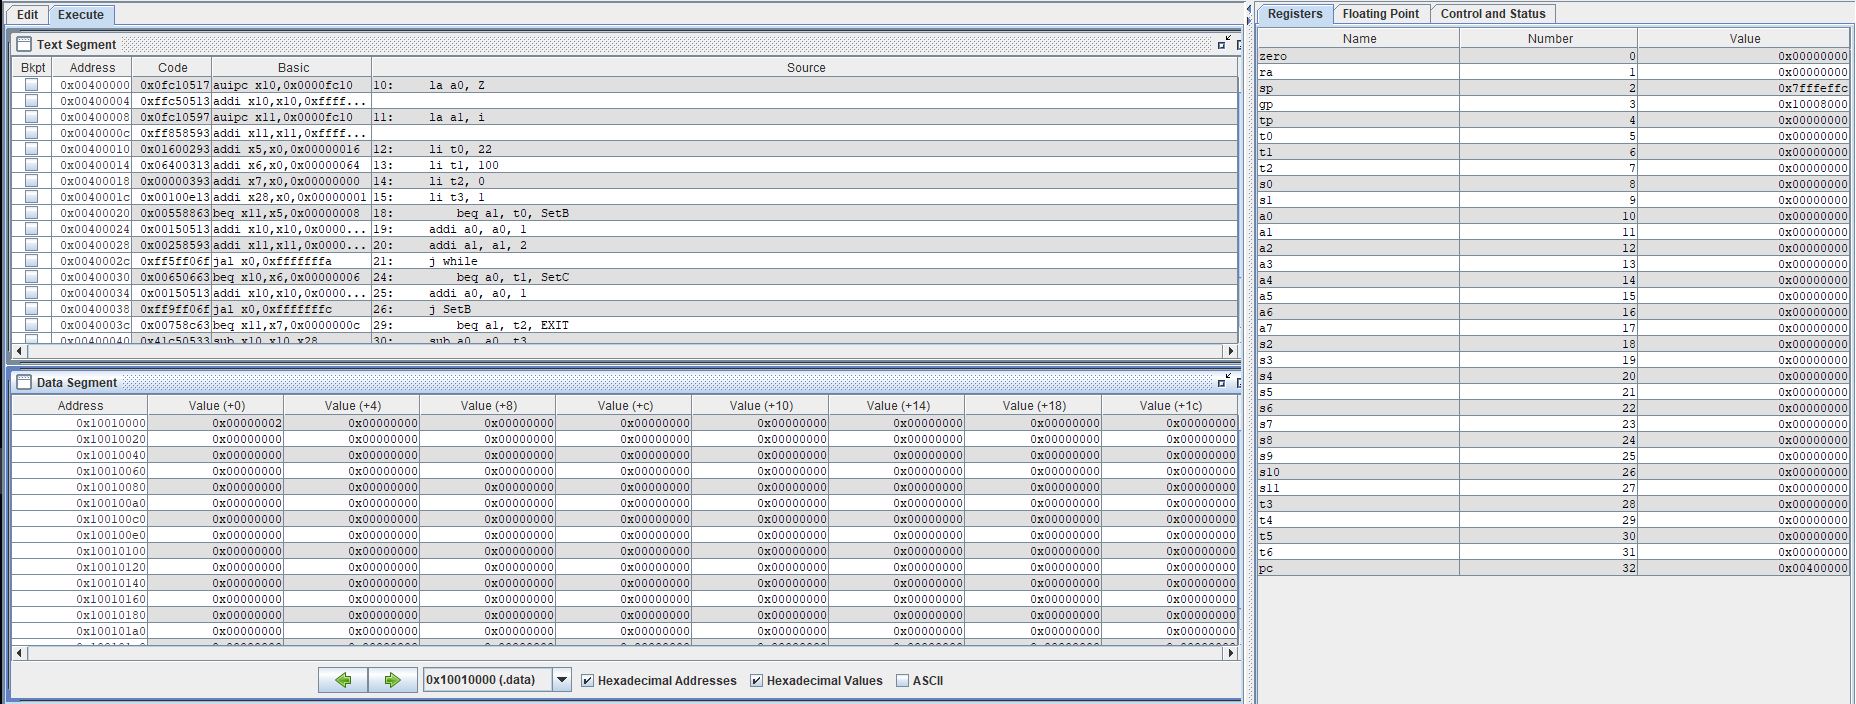 Edit Execute
Text Segment
Bkpt Address Code Basic Source
0x00400000 0x0fc10517 auipc x10,0x0000fc10 10: la a0, Z
0x00400004 0xffc50513 addi x10,x10,0xffff...
0x00400008 0x0fc10597 auipc x11,0x0000fc10 11: la a1, i
0x0040000c 0xff858593 addi x11,x11,0xffff...
0x00400010 0x01600293 addi x5,x0,0x00000016 12: li t0, 22
0x00400014 0x06400313 addi x6,x0,0x00000064 13: li t1, 100
0x00400018 0x00000393 addi x7,x0,0x00000000 14: li t2, 0
0x0040001c 0x00100e13 addi x28,x0,0x00000001 15: li t3, 1
0x00400020 0x00558863 beq x11,x5,0x00000008 18: beq a1, t0, SetB
0x00400024 0x00150513 addi x10,x10,0x0000... 19: addi a0, a0, 1
0x00400028 0x00258593 addi x11,x11,0x0000... 20: addi a1, a1, 2
0x0040002c 0xff5ff06f jal x0,0xfffffffa 21: j while
0x00400030 0x00650663 beq x10,x6,0x00000006 24: beq a0, t1, SetC
0x00400034 0x00150513 addi x10,x10,0x0000... 25: addi a0, a0, 1
0x00400038 0xff9ff06f jal x0,0xfffffffc 26: j SetB
0x0040003c 0x00758c63 beq x11,x7,0x0000000c 29: beq a1, t2, EXIT
0x00400040 0x41c50533 sub x10,x10,x28 30: sub a0, a0, t3
Data Segment
Address Value (+0) Value (+4) Value (+8) Value (+c) Value (+10) Value (+14) Value (+18) Value (+1c)
0x10010000 0x00000002 0x00000000 0x00000000 0x00000000 0x00000000 0x00000000 0x00000000 0x00000000
0x10010020 0x00000000 0x00000000 0x00000000 0x00000000 0x00000000 0x00000000 0x00000000 0x00000000
0x10010040 0x00000000 0x00000000 0x00000000 0x00000000 0x00000000 0x00000000 0x00000000 0x00000000
0x10010060 0x00000000 0x00000000 0x00000000 0x00000000 0x00000000 0x00000000 0x00000000 0x00000000
0x10010080 0x00000000 0x00000000 0x00000000 0x00000000 0x00000000 0x00000000 0x00000000 0x00000000
0x100100a0 0x00000000 0x00000000 0x00000000 0x00000000 0x00000000 0x00000000 0x00000000 0x00000000
0x100100c0 0x00000000 0x00000000 0x00000000 0x00000000 0x00000000 0x00000000 0x00000000 0x00000000
0x100100e0 0x00000000 0x00000000 0x00000000 0x00000000 0x00000000 0x00000000 0x00000000 0x00000000
0x10010100 0x00000000 0x00000000 0x00000000 0x00000000 0x00000000 0x00000000 0x00000000 0x00000000
0x10010120 0x00000000 0x00000000 0x00000000 0x00000000 0x00000000 0x00000000 0x00000000 0x00000000
0x10010140 0x00000000 0x00000000 0x00000000 0x00000000 0x00000000 0x00000000 0x00000000 0x00000000
0x10010160 0x00000000 0x00000000 0x00000000 0x00000000 0x00000000 0x00000000 0x00000000 0x00000000
0x10010180 0x00000000 0x00000000 0x00000000 0x00000000 0x00000000 0x00000000 0x00000000 0x00000000
0x100101a0 0x00000000 0x00000000 0x00000000 0x00000000 0x00000000 0x00000000 0x00000000 0x00000000
0x10010000 (.data) Hexadecimal Addresses Hexadecimal Values ASCII
Registers Floating Point Control and Status
Name Number Value
zero 0 0x00000000
ra 1 0x00000000
sp 2 0x7fffeffc
gp 3 0x10008000
tp 4 0x00000000
t0 5 0x00000000
t1 6 0x00000000
t2 7 0x00000000
s0 8 0x00000000
s1 9 0x00000000
a0 10 0x00000000
a1 11 0x00000000
a2 12 0x00000000
a3 13 0x00000000
a4 14 0x00000000
a5 15 0x00000000
a6 16 0x00000000
a7 17 0x00000000
s2 18 0x00000000
s3 19 0x00000000
s4 20 0x00000000
s5 21 0x00000000
s6 22 0x00000000
s7 23 0x00000000
s8 24 0x00000000
s9 25 0x00000000
s10 26 0x00000000
s11 27 0x00000000
t3 28 0x00000000
t4 29 0x00000000
t5 30 0x00000000
t6 31 0x00000000
pc 32 0x00400000